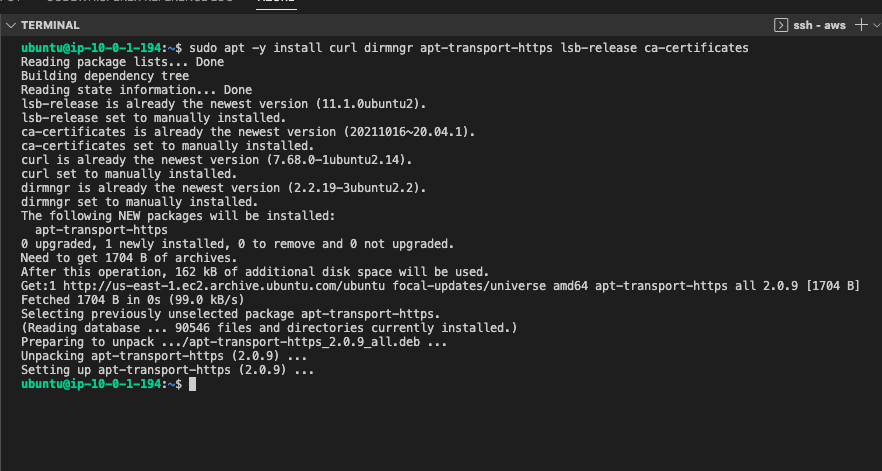 TERMINAL
ssh - aws
ubuntu@ip-10-0-1-194:~$ sudo apt -y install curl dirmngr apt-transport-https lsb-release ca-certificates
Reading package lists... Done
Building dependency tree
Reading state information... Done
lsb-release is already the newest version (11.1.0ubuntu2).
lsb-release set to manually installed.
ca-certificates is already the newest version (20211016~20.04.1).
ca-certificates set to manually installed.
curl is already the newest version (7.68.0-1ubuntu2.14).
curl set to manually installed.
dirmngr is already the newest version (2.2.19-3ubuntu2.2).
dirmngr set to manually installed.
The following NEW packages will be installed:
  apt-transport-https
0 upgraded, 1 newly installed, 0 to remove and 0 not upgraded.
Need to get 1704 B of archives.
After this operation, 162 kB of additional disk space will be used.
Get:1 http://us-east-1.ec2.archive.ubuntu.com/ubuntu focal-updates/universe amd64 apt-transport-https all 2.0.9 [1704 B]
Fetched 1704 B in 0s (99.0 kB/s)
Selecting previously unselected package apt-transport-https.
(Reading database ... 90546 files and directories currently installed.)
Preparing to unpack .../apt-transport-https_2.0.9_all.deb ...
Unpacking apt-transport-https (2.0.9) ...
Setting up apt-transport-https (2.0.9) ...
ubuntu@ip-10-0-1-194:~$